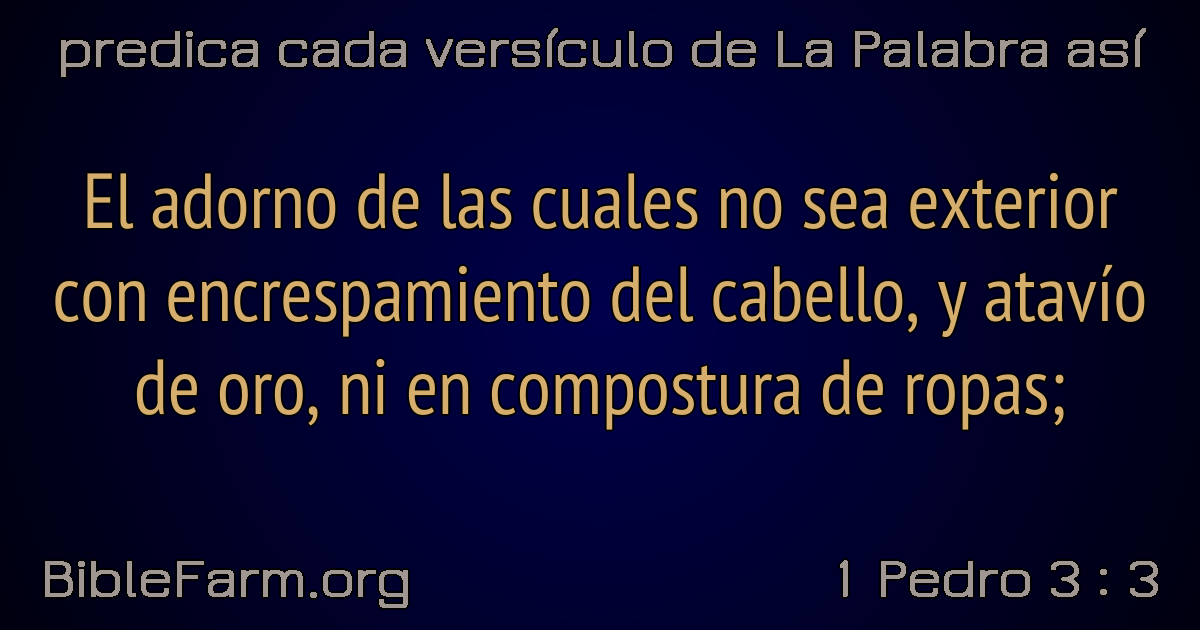 predica cada versículo de La Palabra así
El adorno de las cuales no sea exterior
con encrespamiento del cabello, y atavío
de oro, ni en compostura de ropas;
BibleFarm.org
1 Pedro 3 : 3